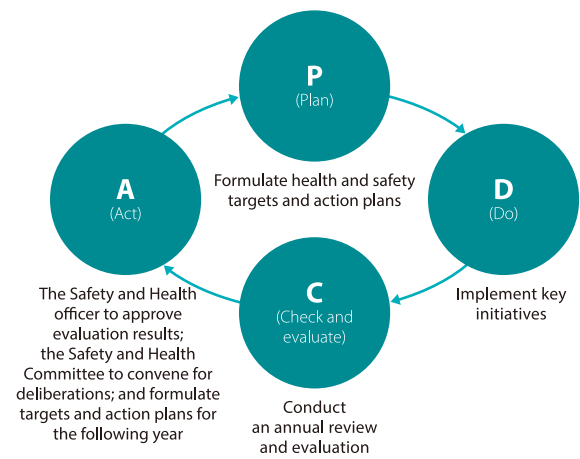 P
(Plan)
Formulate health and safety
targets and action plans
D
(Do)
Implement key
initiatives
C
(Check and
evaluate)
Conduct
an annual review
and evaluation
A
(Act)
The Safety and Health
officer to approve
evaluation results;
the Safety and Health
Committee to convene for
deliberations; and formulate
targets and action plans for
the following year